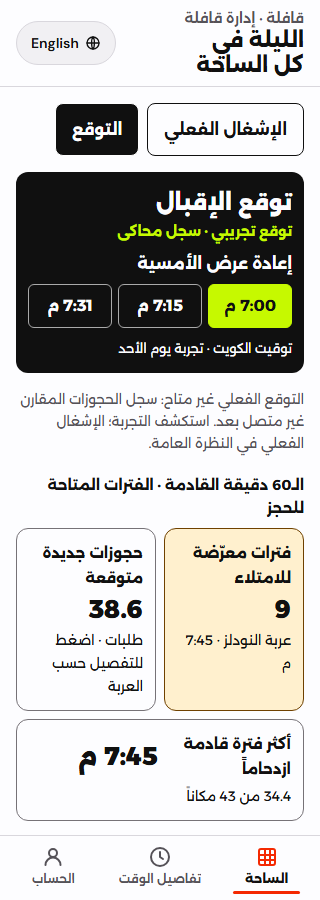 قافلة · إدارة قافلة
الليلة في
كل الساحة
English
الإشغال الفعلي
التوقع
توقع الإقبال
توقع تجريبي · سجل محاكى
إعادة عرض الأمسية
7:00 م
7:15 م
7:31 م
توقيت الكويت · تجربة يوم الأحد
التوقع الفعلي غير متاح: سجل الحجوزات المقارن
غير متصل بعد. استكشف التجربة؛ الإشغال
الفعلي في النظرة العامة.
الـ60 دقيقة القادمة · الفترات المتاحة
للحجز
فترات معرّضة
للامتلاء
9
عربة النودلز · 7:45
م
حجوزات جديدة
متوقعة
38.6
طلبات · اضغط
للتفصيل حسب
العربة
أكثر فترة قادمة
ازدحاماً
7:45 م
34.4 من 43 مكاناً
الساحة
تفاصيل الوقت
الحساب